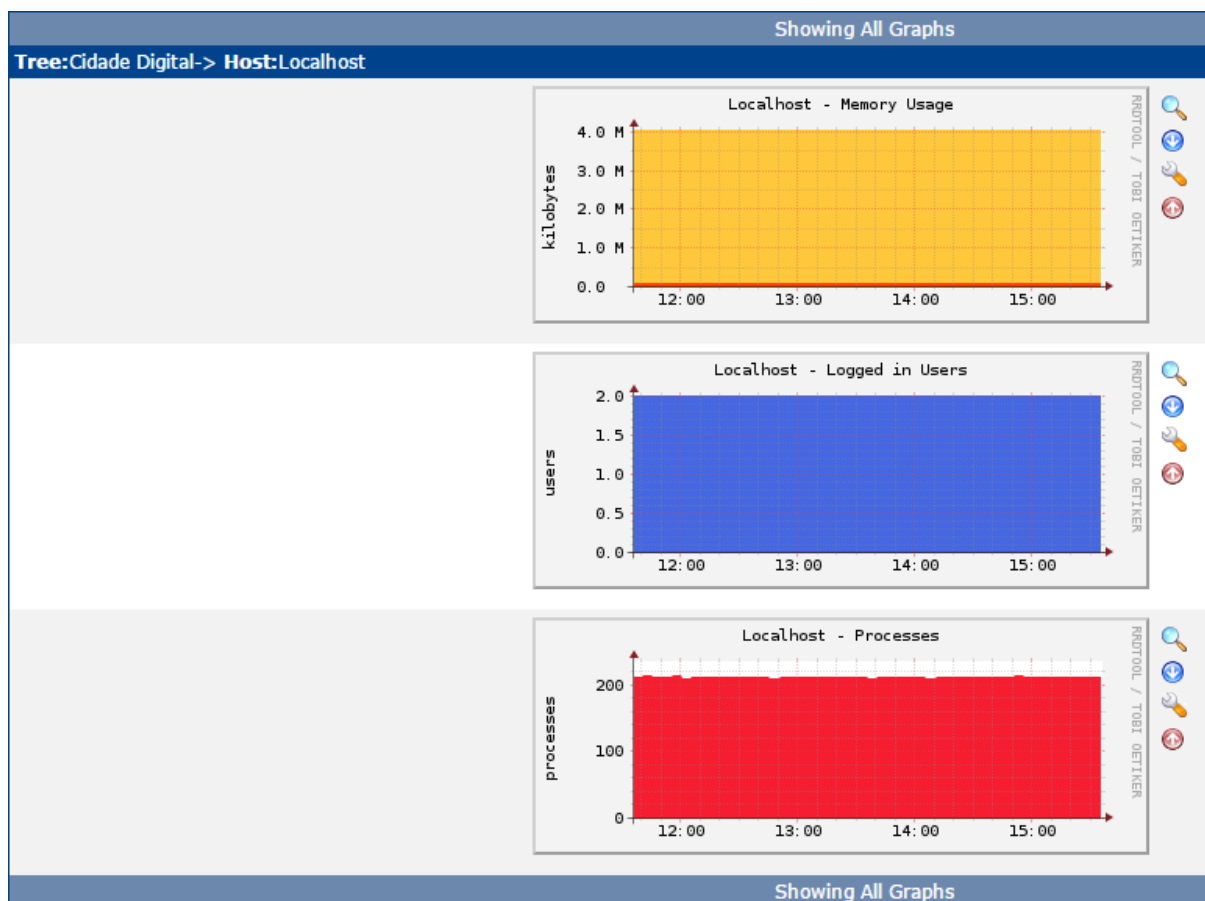 Showing All Graphs
Tree:Cidade Digital-> Host:Localhost
Localhost - Memory Usage
RRDTOOL / TOBI OETIKER
kilobytes
4.0 M
3.0 M
2.0 M
1.0 M
0.0
12:00 13:00 14:00 15:00
Localhost - Logged in Users
RRDTOOL / TOBI OETIKER
users
2.0
1.5
1.0
0.5
0.0
12:00 13:00 14:00 15:00
Localhost - Processes
RRDTOOL / TOBI OETIKER
processes
200
100
0
12:00 13:00 14:00 15:00
Showing All Graphs